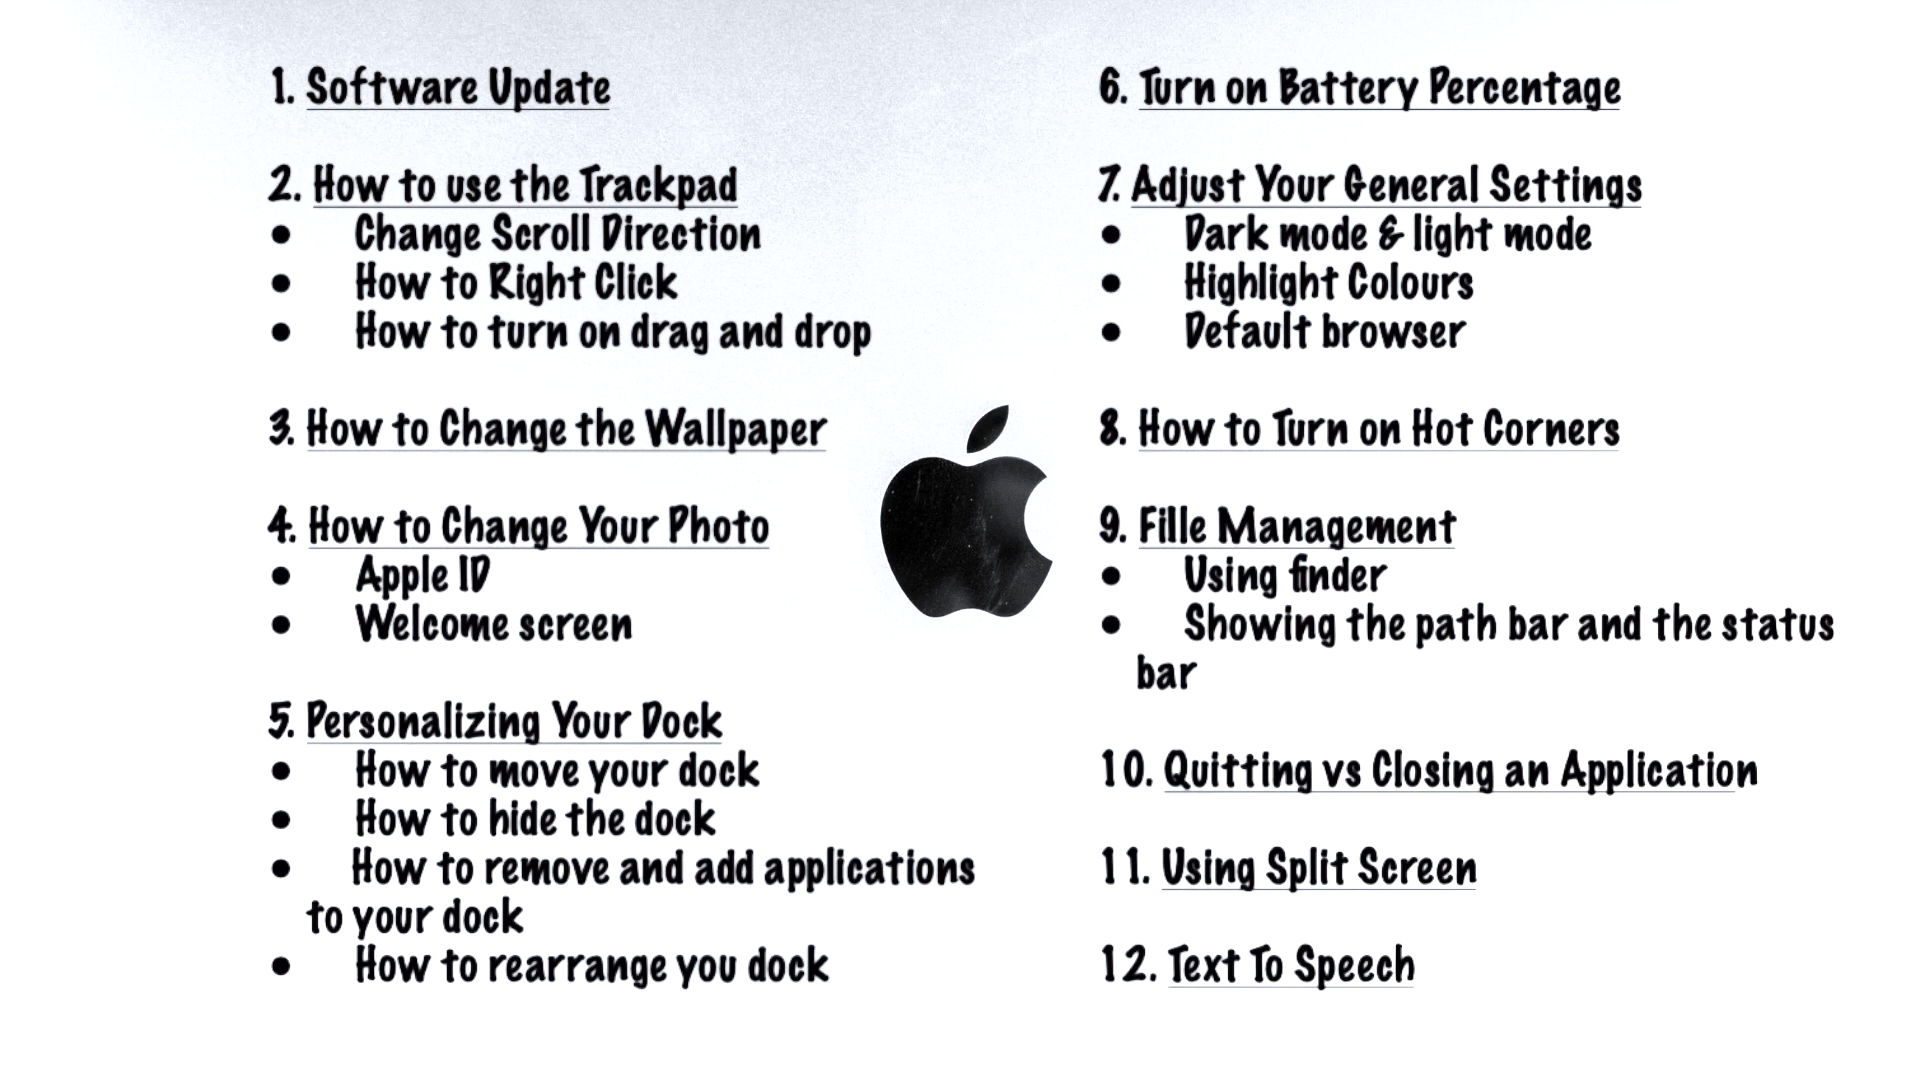 1. Software Update
2. How to use the Trackpad
• Change Scroll Direction
• How to Right Click
• How to turn on drag and drop
3. How to Change the Wallpaper
4. How to Change Your Photo
• Apple ID
• Welcome screen
5. Personalizing Your Dock
• How to move your dock
• How to hide the dock
• How to remove and add applications
to your dock
• How to rearrange you dock
6. Turn on Battery Percentage
7. Adjust Your General Settings
• Dark mode & light mode
• Highlight Colours
• Default browser
8. How to Turn on Hot Corners
9. Fille Management
• Using finder
• Showing the path bar and the status
bar
10. Quitting vs Closing an Application
11. Using Split Screen
12. Text To Speech